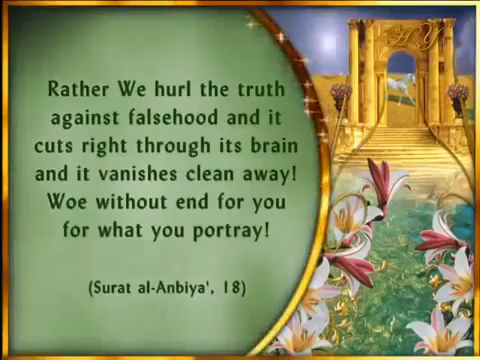 HY
Rather We hurl the truth
against falsehood and it
cuts right through its brain
and it vanishes clean away!
Woe without end for you
for what you portray!
(Surat al-Anbiya', 18)